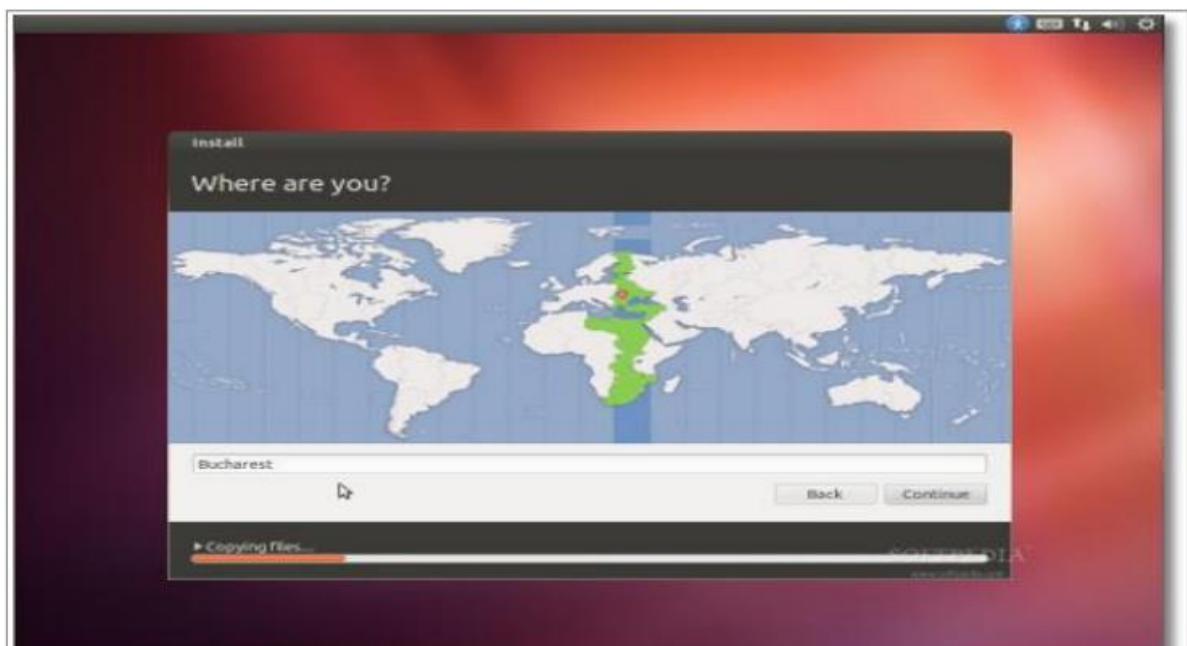 Install
Where are you?
Bucharest
Back
Continue
Copying files...
SOFTPEDIA